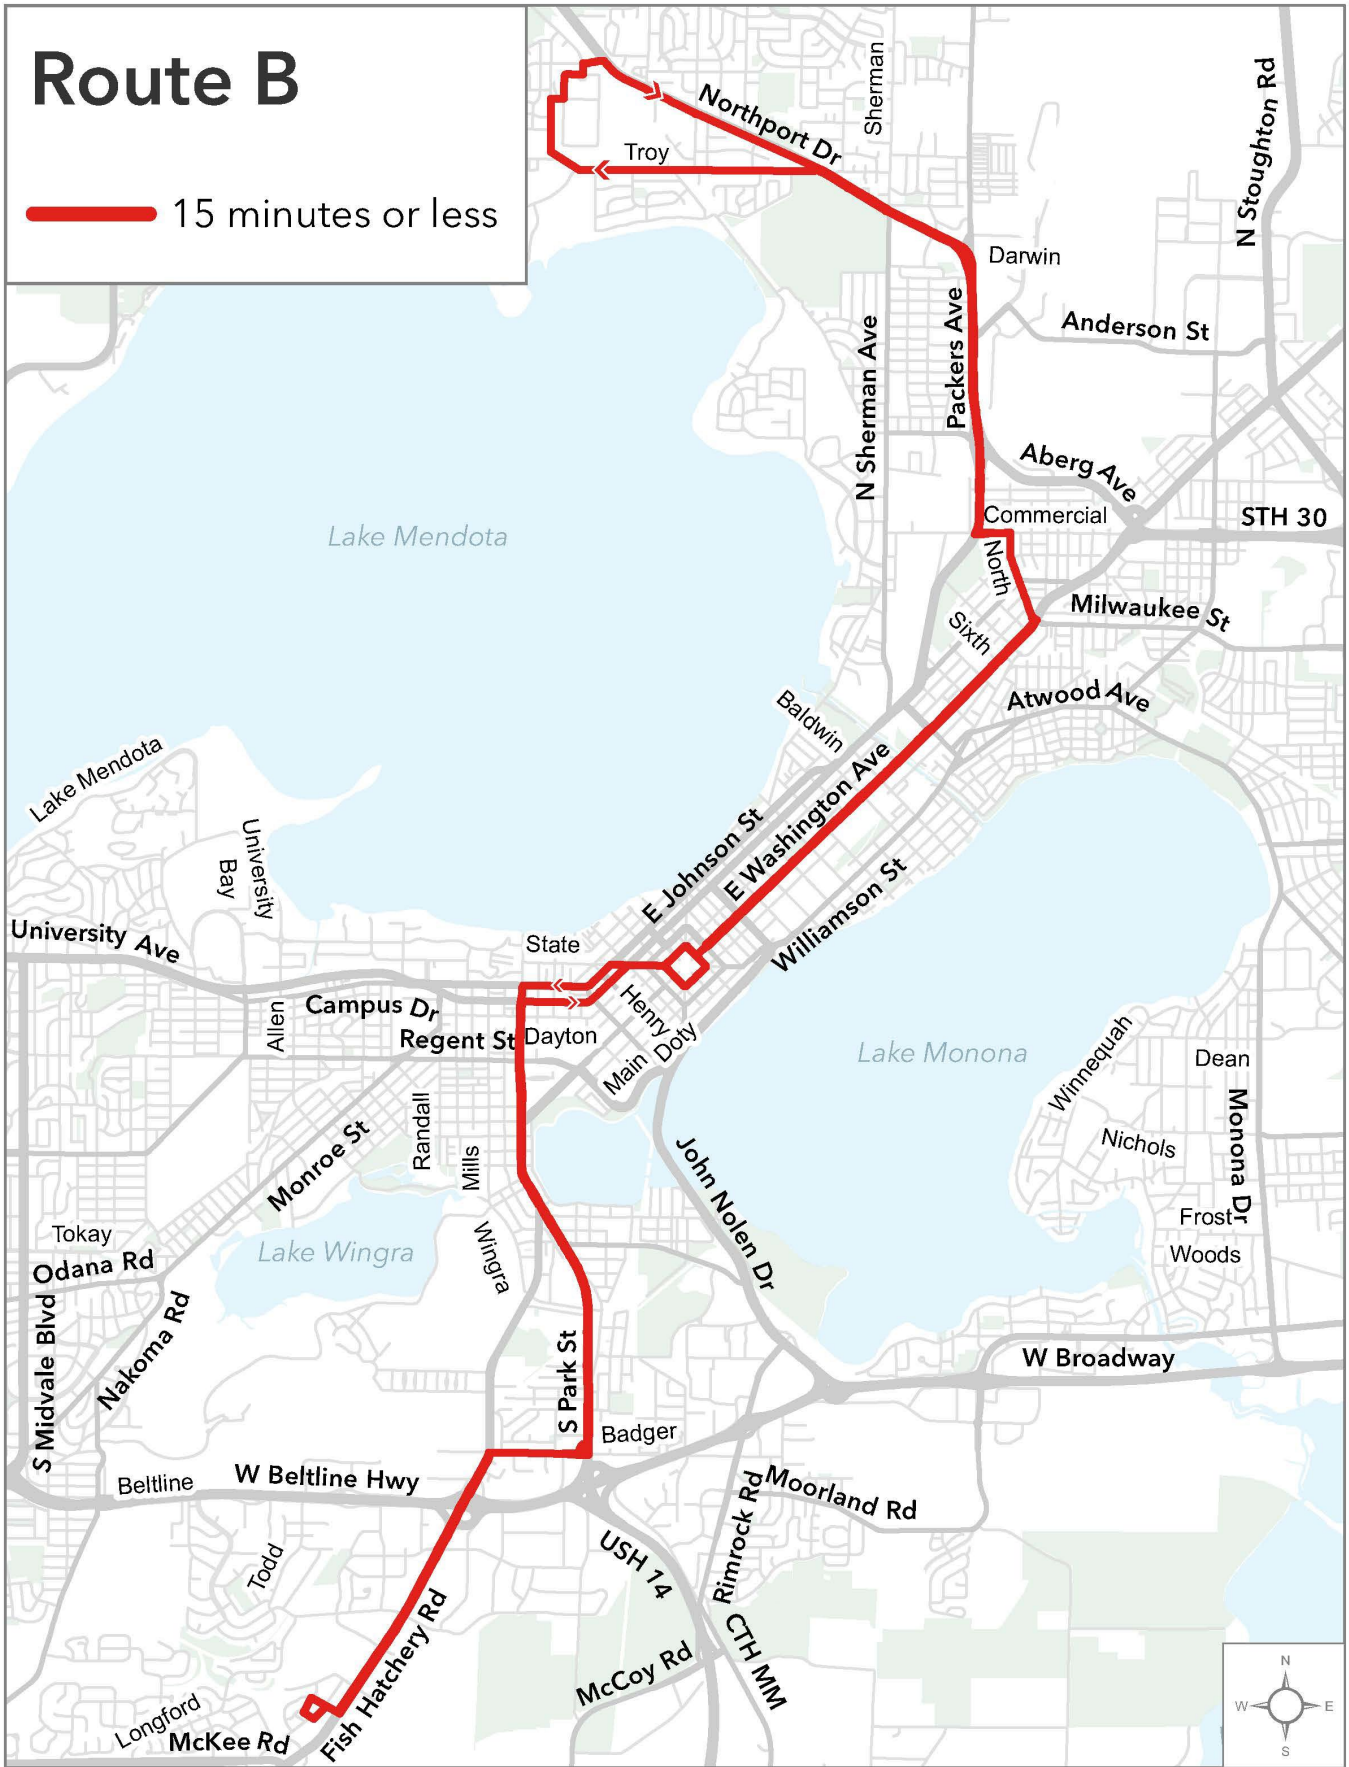 Route B
15 minutes or less
Sherman
N Stoughton Rd
Northport Dr
Troy
Darwin
Packers Ave
Anderson St
N Sherman Ave
Aberg Ave
Commercial
STH 30
North
Lake Mendota
Milwaukee St
Sixth
Atwood Ave
Baldwin
Lake Mendota
E Washington Ave
E Johnson St
University
Bay
Williamson St
University Ave
State
Henry
Campus Dr
Allen
Regent St
Dayton
Doty
Main
Lake Monona
Winnequah
Dean
Monona Dr
Randall
Mills
Monroe St
Nichols
John Nolen Dr
Frost
Woods
Tokay
Odana Rd
Lake Wingra
Wingra
S Midvale Blvd
Nakoma Rd
S Park St
W Broadway
Badger
Beltline
W Beltline Hwy
Rimrock Rd
Moorland Rd
Todd
USH 14
Fish Hatchery Rd
CTH MM
McCoy Rd
Longford
McKee Rd
N
W
E
S